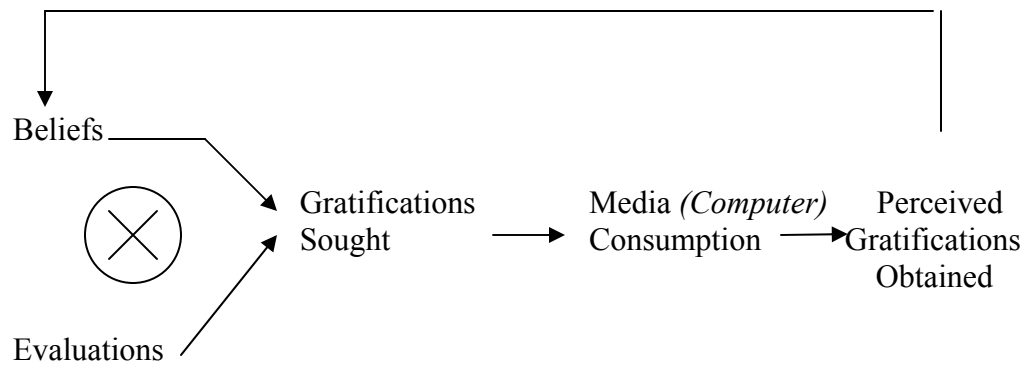 Beliefs
Gratifications
Sought
Media (Computer)
Consumption
Perceived
Gratifications
Obtained
Evaluations